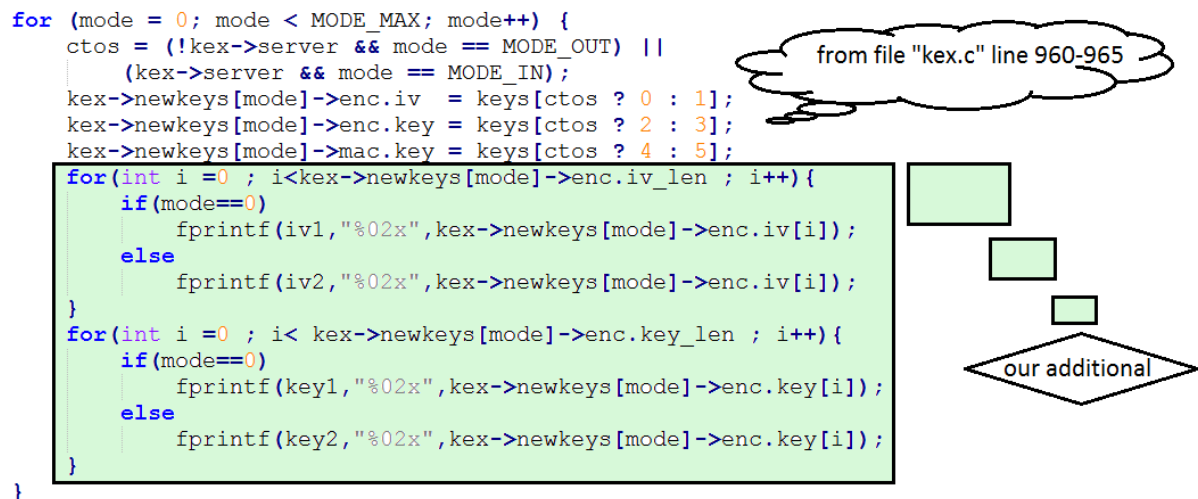 for (mode = 0; mode < MODE_MAX; mode++) {
ctos = (!kex->server && mode == MODE_OUT) ||
(kex->server && mode == MODE_IN);
kex->newkeys[mode]->enc.iv  = keys[ctos ? 0 : 1];
kex->newkeys[mode]->enc.key = keys[ctos ? 2 : 3];
kex->newkeys[mode]->mac.key = keys[ctos ? 4 : 5];
for(int i =0 ; i<kex->newkeys[mode]->enc.iv_len ; i++){
if(mode==0)
fprintf(iv1,"%02x",kex->newkeys[mode]->enc.iv[i]);
else
fprintf(iv2,"%02x",kex->newkeys[mode]->enc.iv[i]);
}
for(int i =0 ; i< kex->newkeys[mode]->enc.key_len ; i++){
if(mode==0)
fprintf(key1,"%02x",kex->newkeys[mode]->enc.key[i]);
else
fprintf(key2,"%02x",kex->newkeys[mode]->enc.key[i]);
}
}
from file "kex.c" line 960-965
our additional